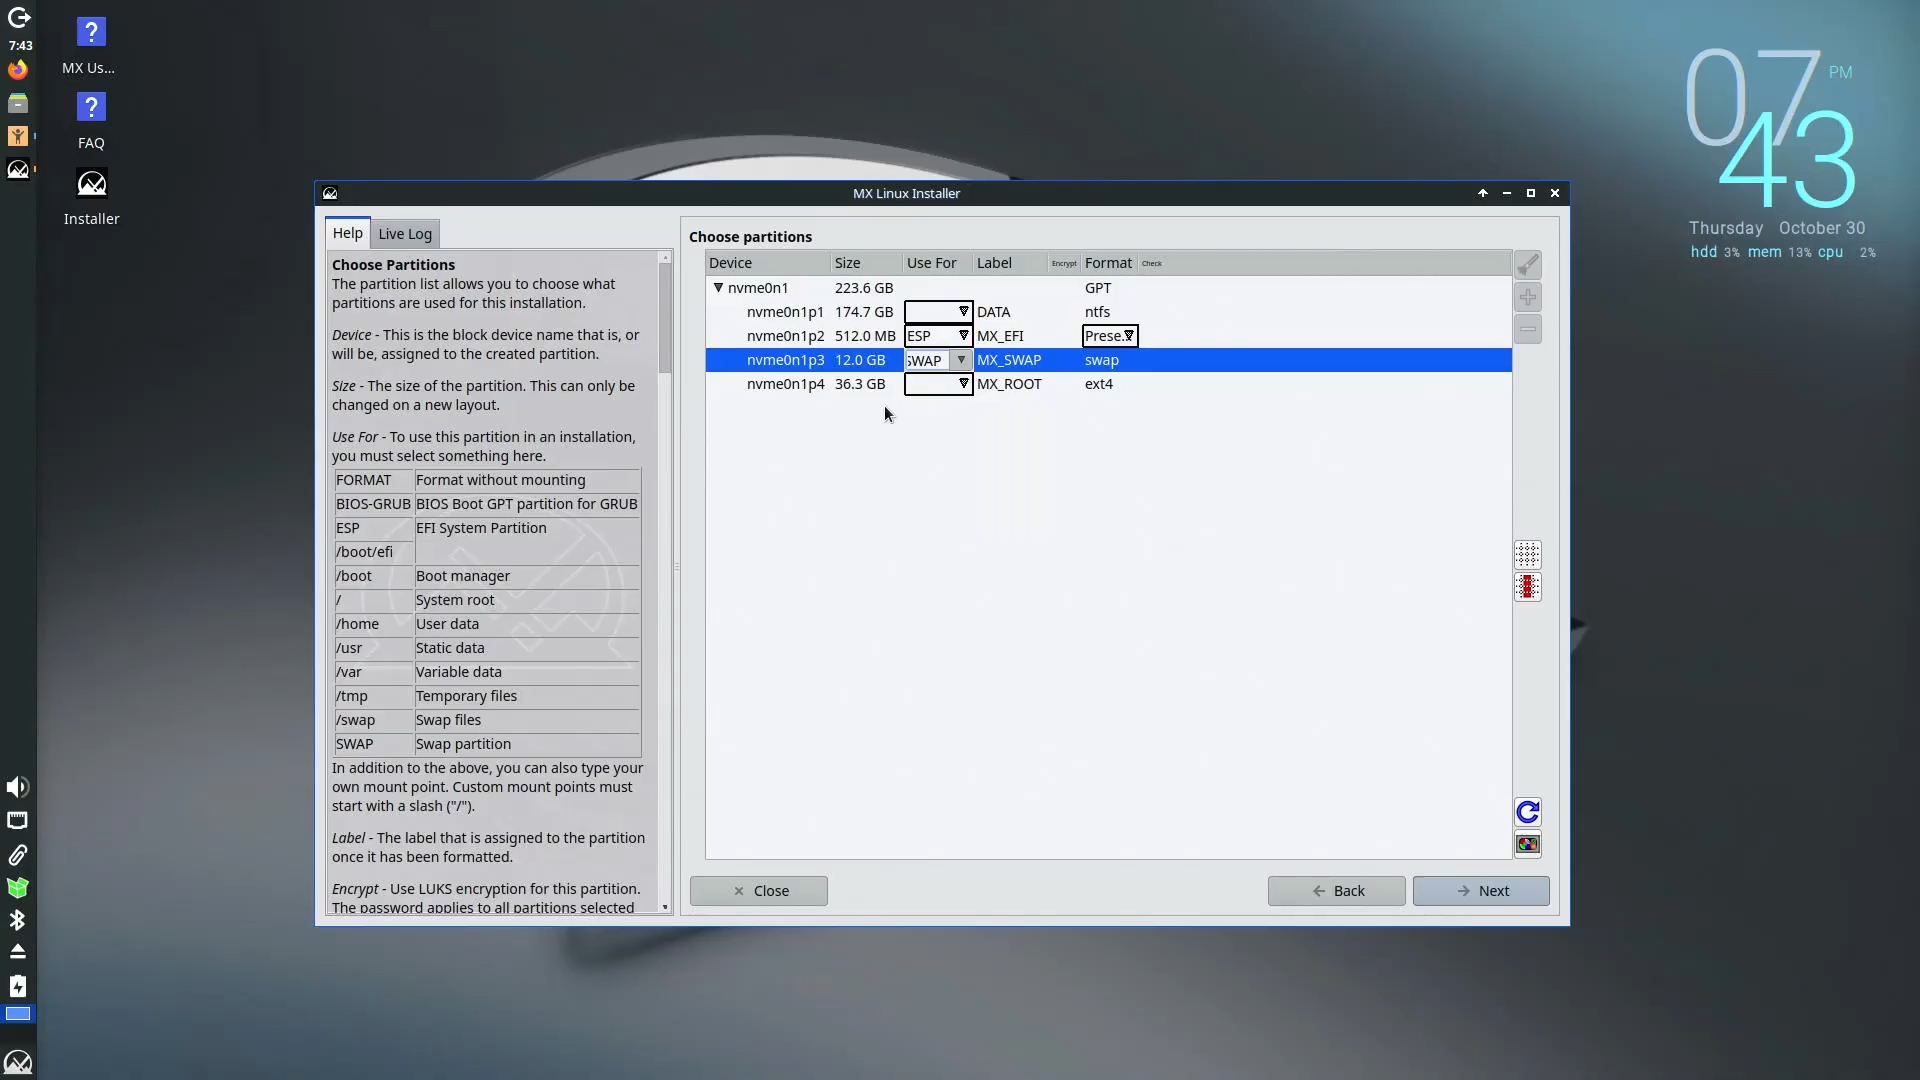 7:43
MX Us...
FAQ
Installer
07
PM
43
Thursday October 30
hdd 3% mem 13% cpu 2%
MX Linux Installer
Help
Live Log
Choose Partitions
The partition list allows you to choose what
partitions are used for this installation.
Device - This is the block device name that is, or
will be, assigned to the created partition.
Size - The size of the partition. This can only be
changed on a new layout.
Use For - To use this partition in an installation,
you must select something here.
FORMAT Format without mounting
BIOS-GRUB BIOS Boot GPT partition for GRUB
ESP EFI System Partition
/boot/efi
/boot Boot manager
/ System root
/home User data
/usr Static data
/var Variable data
/tmp Temporary files
/swap Swap files
SWAP Swap partition
In addition to the above, you can also type your
own mount point. Custom mount points must
start with a slash ("/").
Label - The label that is assigned to the partition
once it has been formatted.
Encrypt - Use LUKS encryption for this partition.
The password applies to all partitions selected
Choose partitions
Device Size Use For Label Encrypt Format Check
nvme0n1 223.6 GB GPT
nvme0n1p1 174.7 GB DATA ntfs
nvme0n1p2 512.0 MB ESP MX_EFI Prese..
nvme0n1p3 12.0 GB SWAP MX_SWAP swap
nvme0n1p4 36.3 GB MX_ROOT ext4
Close
Back
Next